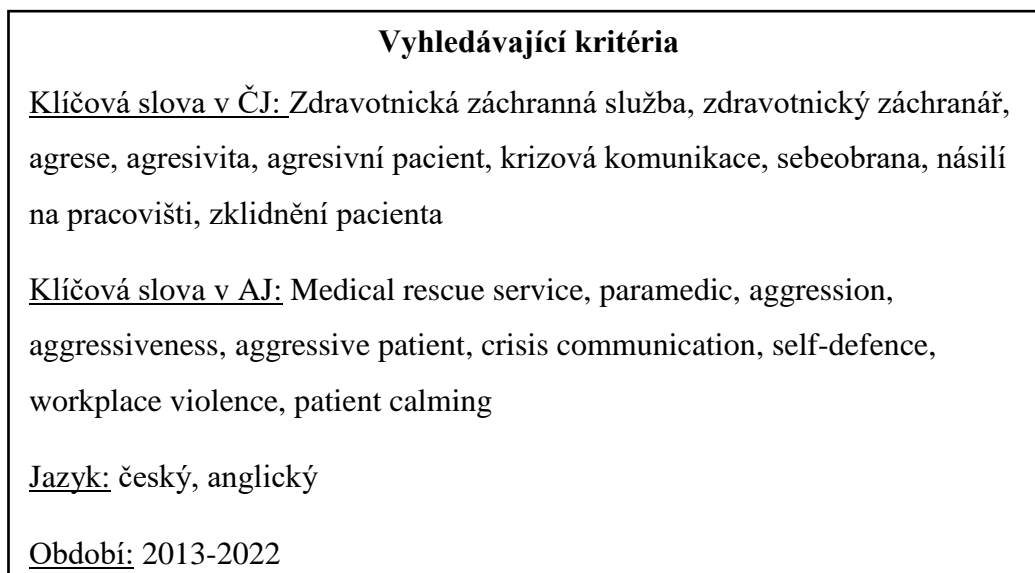 Vyhledávající kritéria
Klíčová slova v ČJ: Zdravotnická záchranná služba, zdravotnický záchranář,
agrese, agresivita, agresivní pacient, krizová komunikace, sebeobrana, násilí
na pracovišti, zklidnění pacienta
Klíčová slova v AJ: Medical rescue service, paramedic, aggression,
aggressiveness, aggressive patient, crisis communication, self-defence,
workplace violence, patient calming
Jazyk: český, anglický
Období: 2013-2022